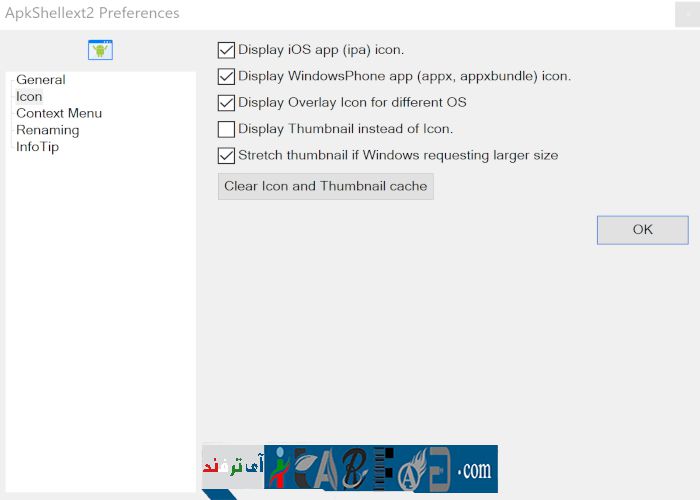 ApkShellext2 Preferences
General
Icon
Context Menu
Renaming
InfoTip
Display iOS app (ipa) icon.
Display WindowsPhone app (appx, appxbundle) icon.
Display Overlay Icon for different OS
Display Thumbnail instead of Icon.
Stretch thumbnail if Windows requesting larger size
Clear Icon and Thumbnail cache
OK
آی ترفند
.com